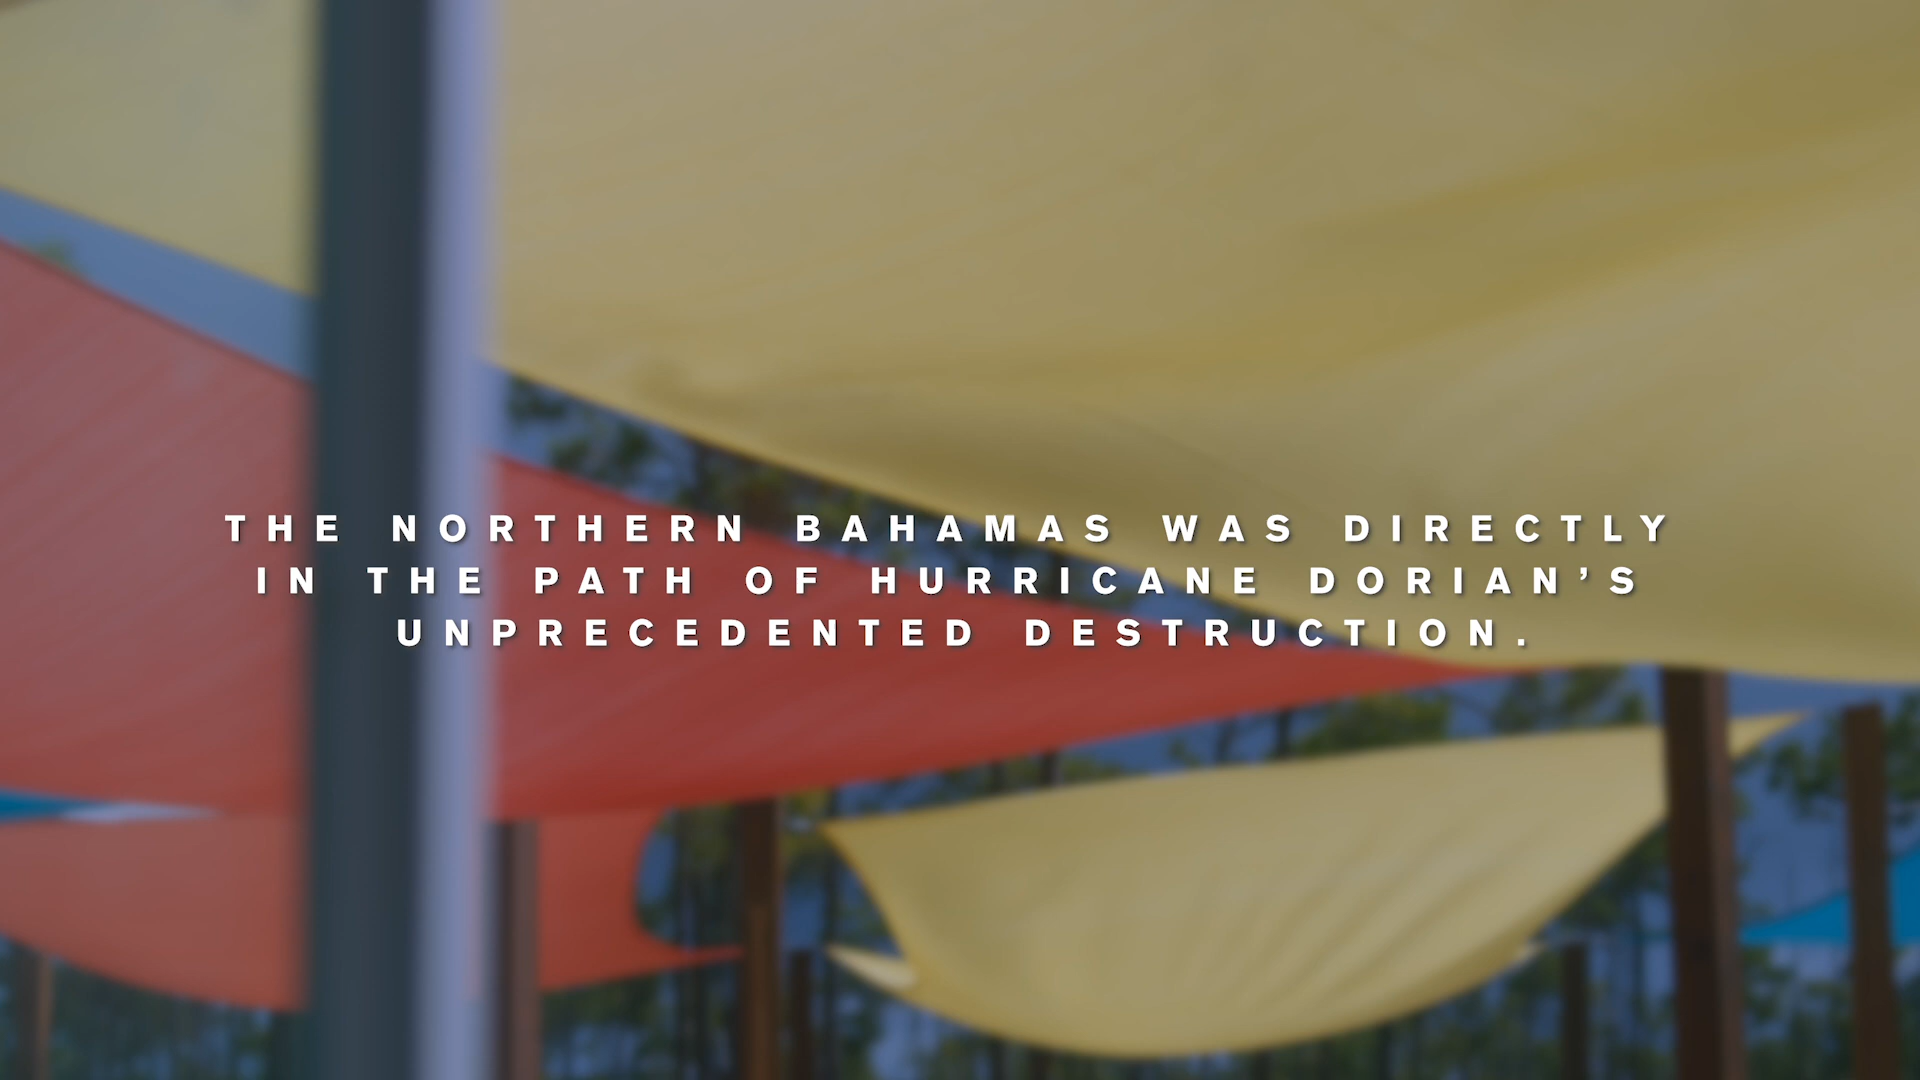 THE NORTHERN BAHAMAS WAS DIRECTLY
IN THE PATH OF HURRICANE DORIAN’S
UNPRECEDENTED DESTRUCTION.